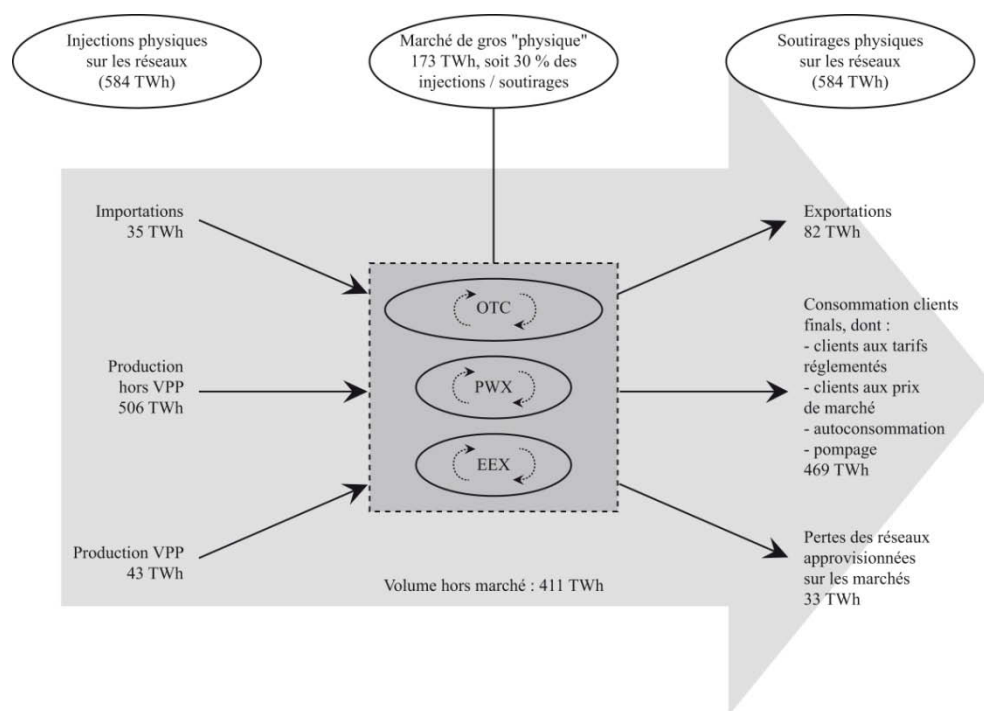 Injections physiques
sur les réseaux
(584 TWh)
Marché de gros "physique"
173 TWh, soit 30 % des
injections / soutirages
Soutirages physiques
sur les réseaux
(584 TWh)
Importations
35 TWh
Production
hors VPP
506 TWh
Production VPP
43 TWh
OTC
PWX
EEX
Volume hors marché : 411 TWh
Exportations
82 TWh
Consommation clients
finals, dont :
- clients aux tarifs
réglementés
- clients aux prix
de marché
- autoconsommation
- pompage
469 TWh
Pertes des réseaux
approvisionnées
sur les marchés
33 TWh